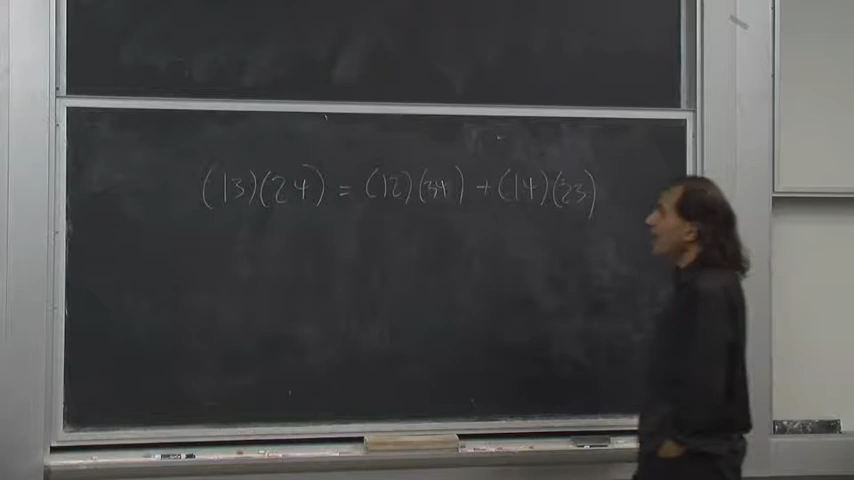 (13)(24) = (12)(34) + (14)(23)